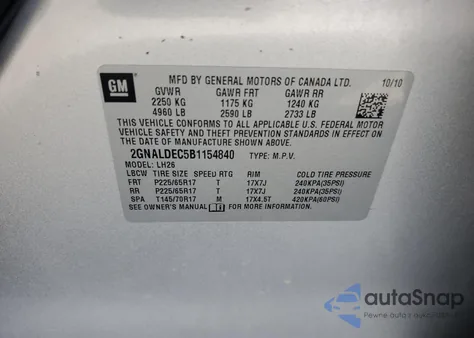 GM
MFD BY GENERAL MOTORS OF CANADA LTD. 10/10
GVWR GAWR FRT GAWR RR
2250 KG 1175 KG 1240 KG
4960 LB 2590 LB 2733 LB
THIS VEHICLE CONFORMS TO ALL APPLICABLE U.S. FEDERAL MOTOR
VEHICLE SAFETY, BUMPER, AND THEFT PREVENTION STANDARDS IN EFFECT ON
THE DATE OF MANUFACTURE SHOWN ABOVE.
2GNALDEC5B1154840 TYPE: M.P.V.
MODEL: LH26
LBCW TIRE SIZE SPEED RTG RIM COLD TIRE PRESSURE
FRT P225/65R17 T 17X7J 240KPA(35PSI)
RR P225/65R17 T 17X7J 240KPA(35PSI)
SPA T145/70R17 M 17X4.5T 420KPA(60PSI)
SEE OWNER'S MANUAL FOR MORE INFORMATION.
autoSnap
Pewne auta z